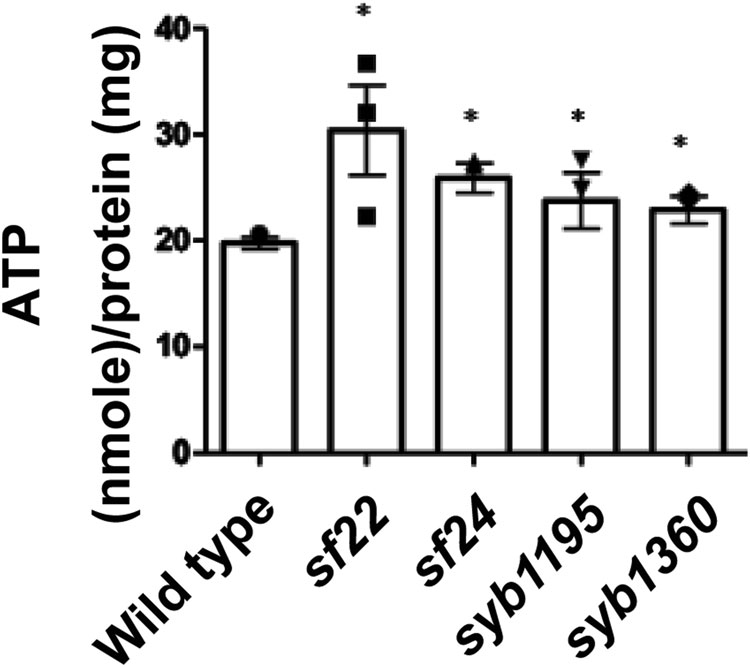 ATP
(nmole)/protein (mg)
40
30
20
10
0
*
*
*
*
Wild type
sf22
sf24
syb1195
syb1360